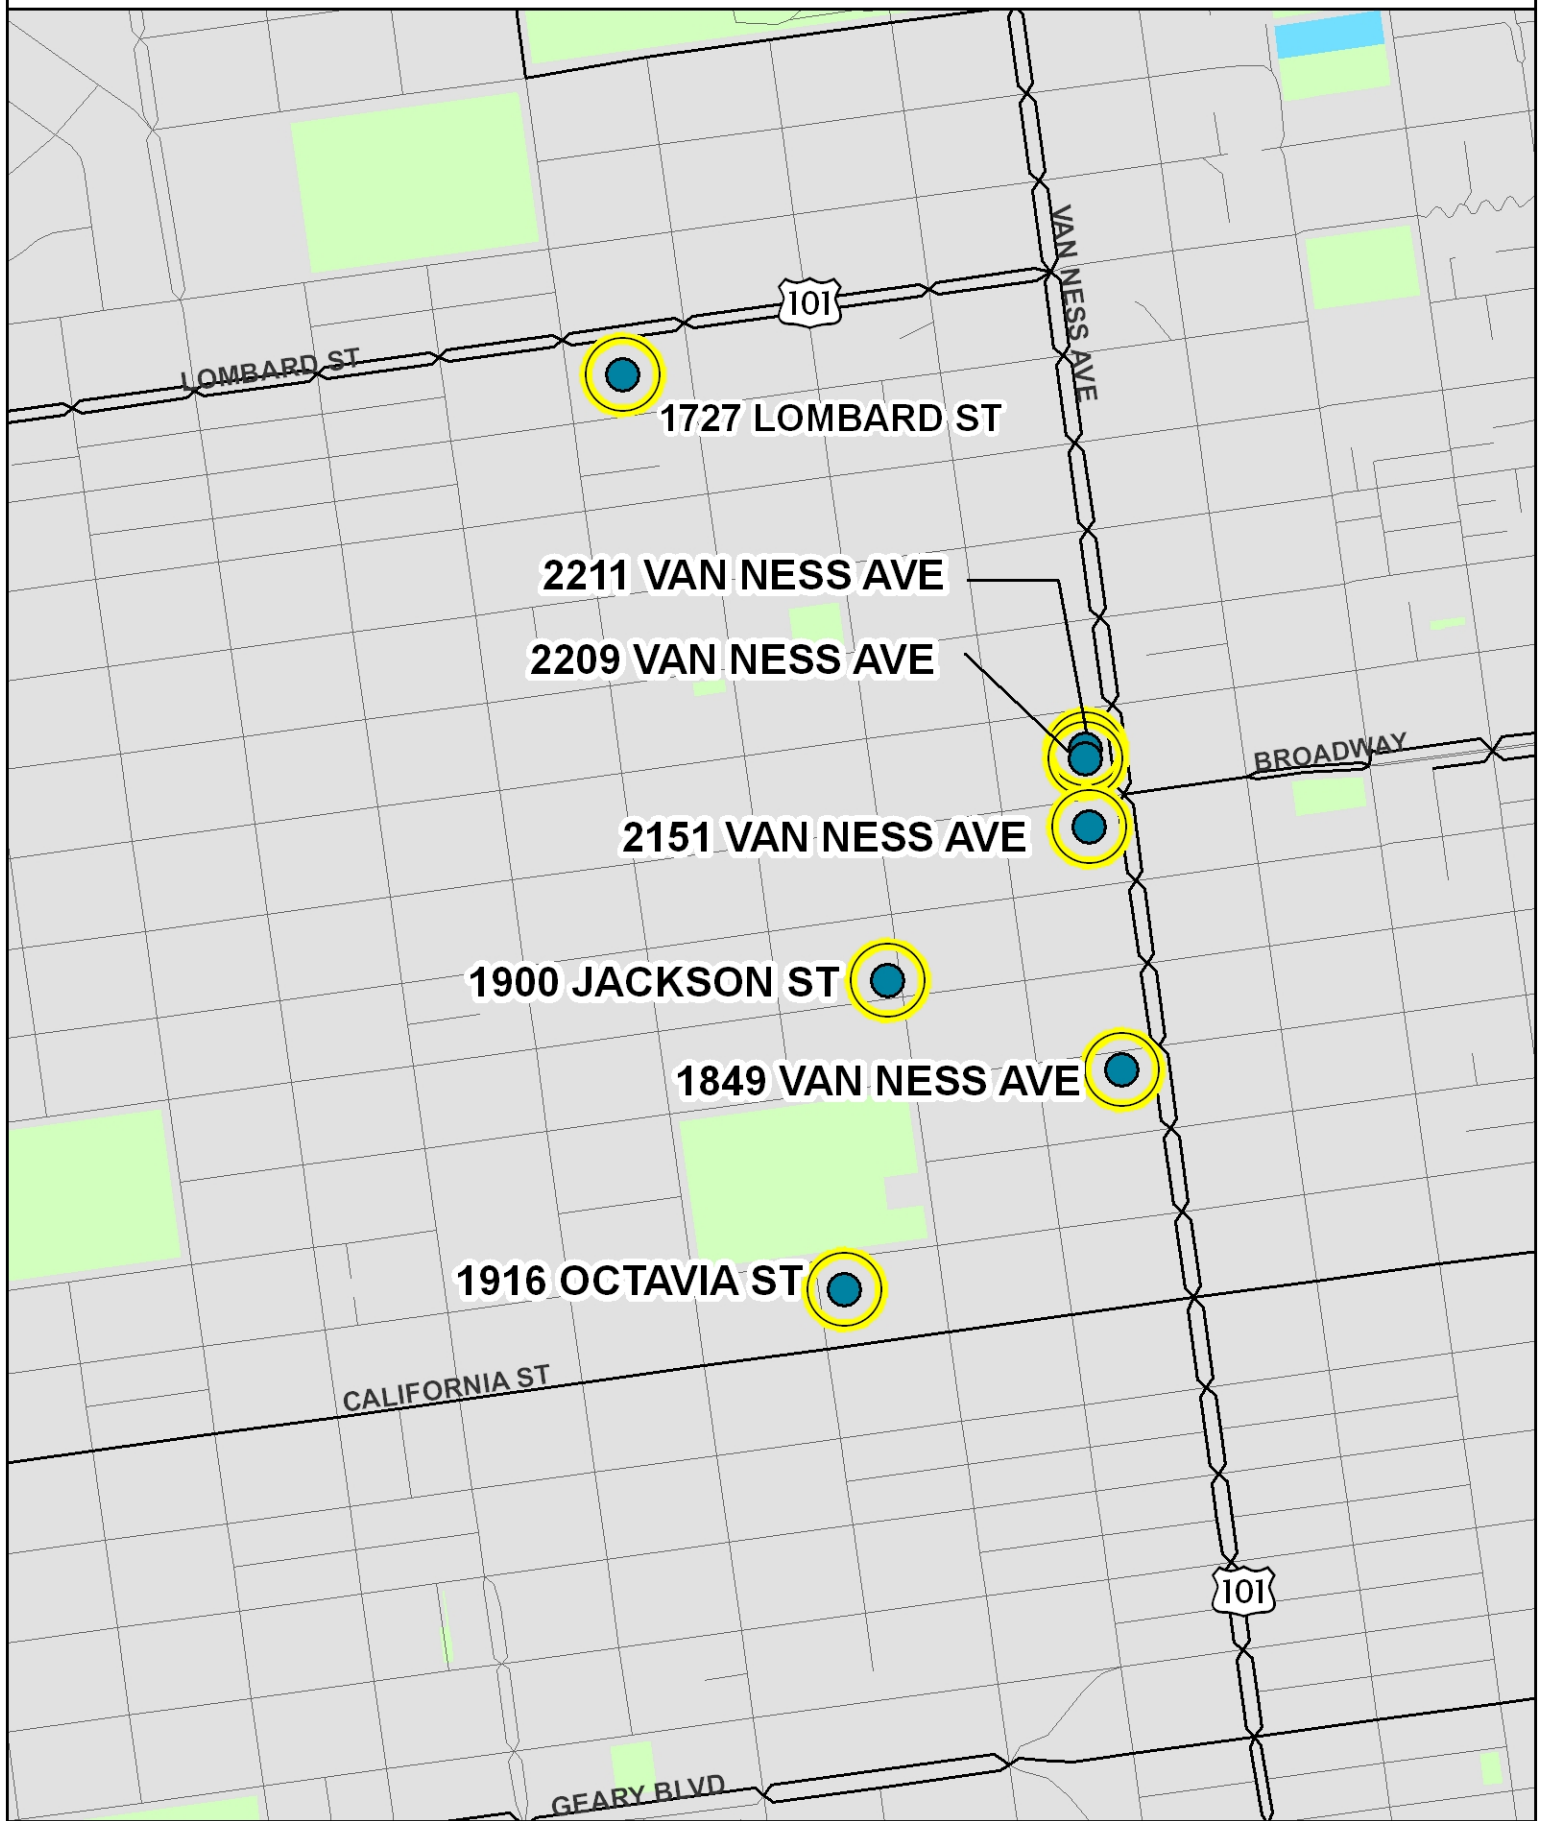 101
VAN NESS AVE
LOMBARD ST
1727 LOMBARD ST
2211 VAN NESS AVE
2209 VAN NESS AVE
BROADWAY
2151 VAN NESS AVE
1900 JACKSON ST
1849 VAN NESS AVE
1916 OCTAVIA ST
CALIFORNIA ST
101
GEARY BLVD